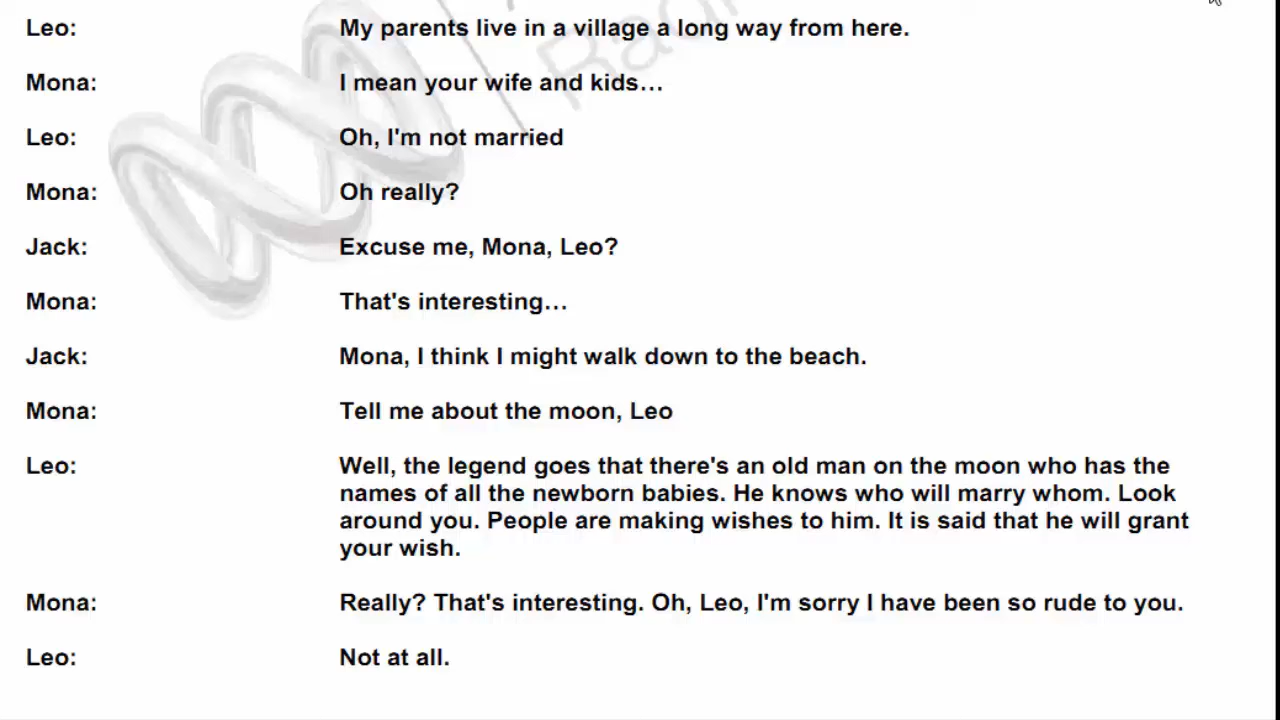 Leo: My parents live in a village a long way from here.
Mona: I mean your wife and kids...
Leo: Oh, I'm not married
Mona: Oh really?
Jack: Excuse me, Mona, Leo?
Mona: That's interesting...
Jack: Mona, I think I might walk down to the beach.
Mona: Tell me about the moon, Leo
Leo: Well, the legend goes that there's an old man on the moon who has the
names of all the newborn babies. He knows who will marry whom. Look
around you. People are making wishes to him. It is said that he will grant
your wish.
Mona: Really? That's interesting. Oh, Leo, I'm sorry I have been so rude to you.
Leo: Not at all.